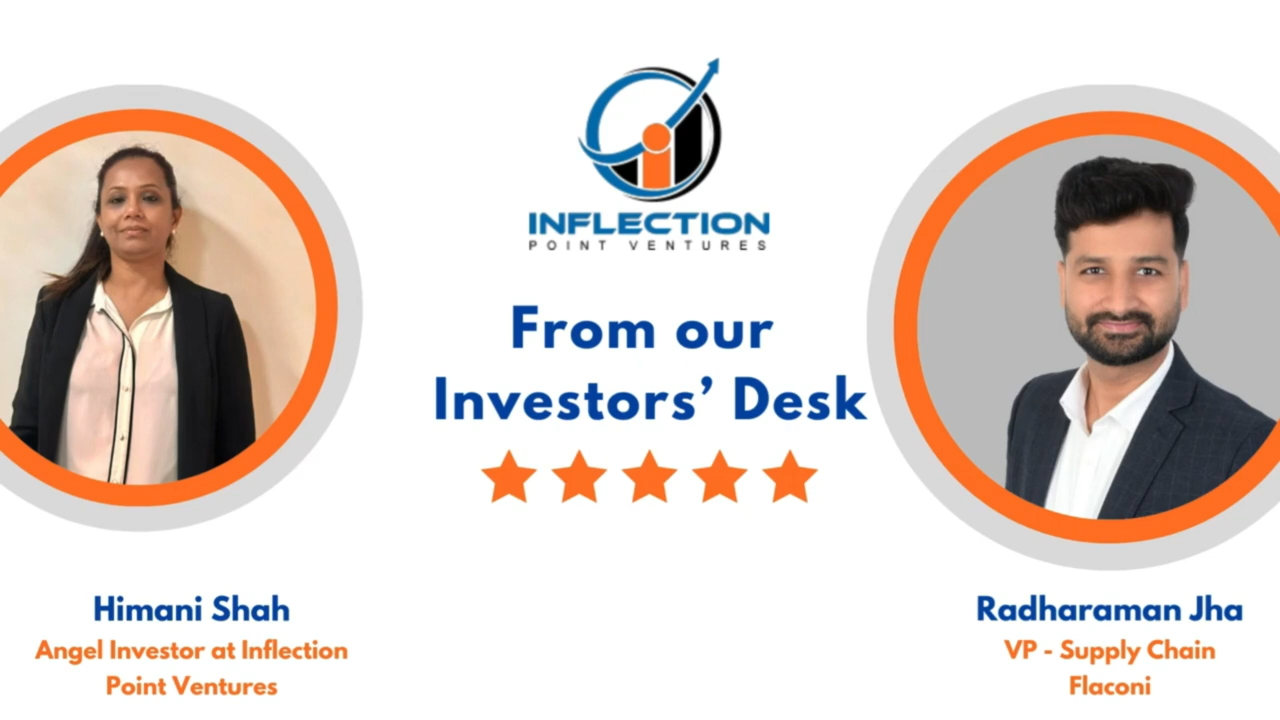 INFLECTION
POINT VENTURES
From our
Investors’ Desk
Himani Shah
Angel Investor at Inflection
Point Ventures
Radharaman Jha
VP - Supply Chain
Flaconi